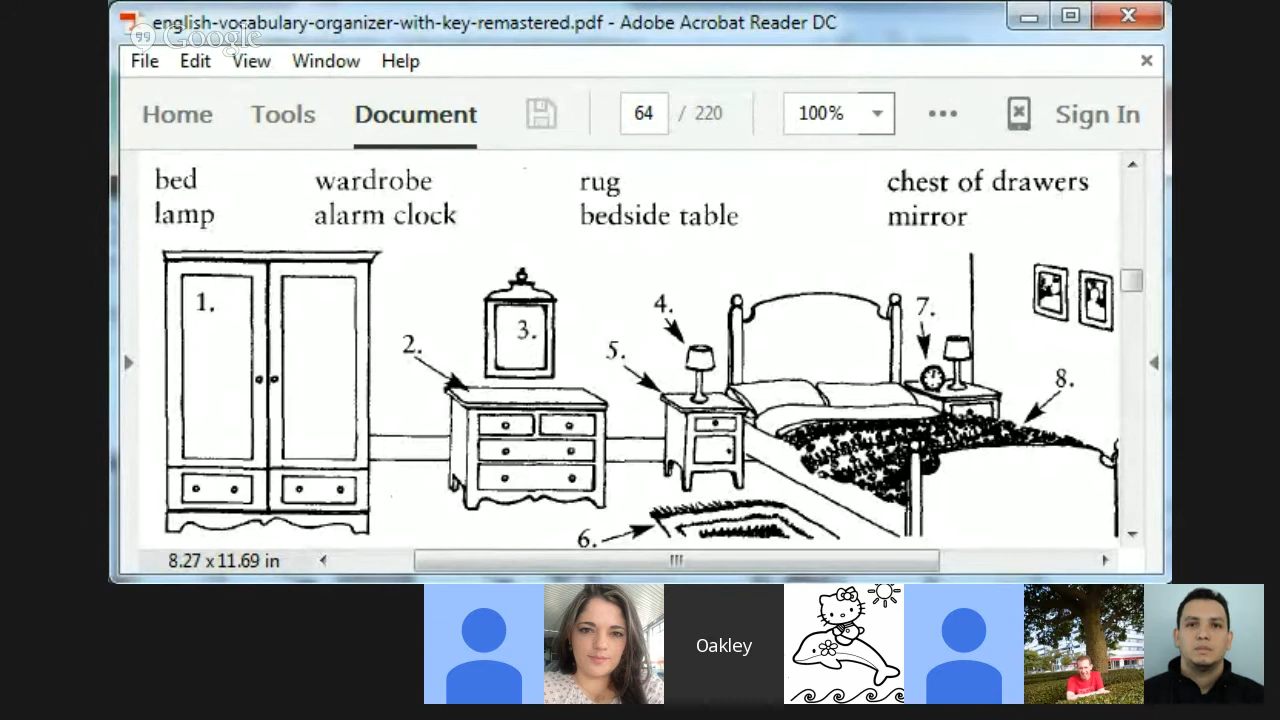 english-vocabulary-organizer-with-key-remastered.pdf - Adobe Acrobat Reader DC
Google
File Edit View Window Help
Home Tools Document 64 / 220 100% Sign In
bed wardrobe rug chest of drawers
lamp alarm clock bedside table mirror
1.
2.
3.
4.
5.
6.
7.
8.
8.27 x 11.69 in
Oakley